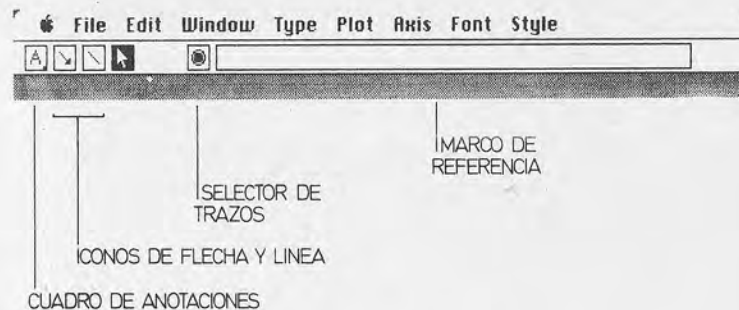 File Edit Window Type Plot Axis Font Style
A
MARCO DE
REFERENCIA
SELECTOR DE
TRAZOS
ICONOS DE FLECHA Y LINEA
CUADRO DE ANOTACIONES